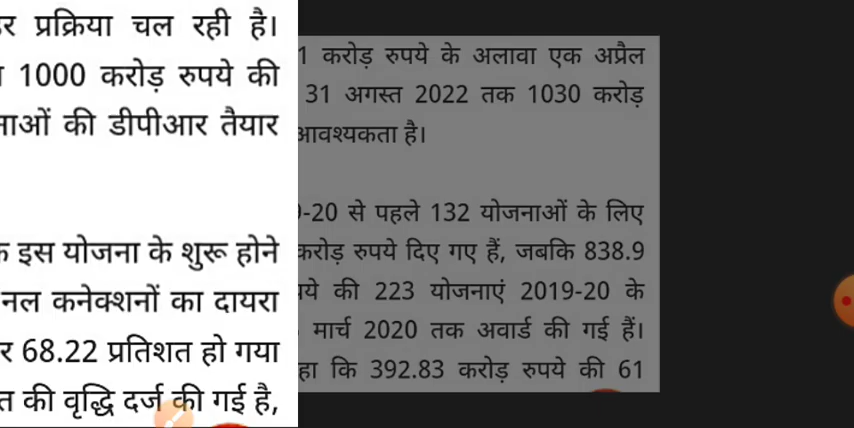 र प्रक्रिया चल रही है।
1000 करोड़ रुपये की
नाओं की डीपीआर तैयार
इस योजना के शुरू होने
नल कनेक्शनों का दायरा
र 68.22 प्रतिशत हो गया
त की वृद्धि दर्ज की गई है,
1 करोड़ रुपये के अलावा एक अप्रैल
31 अगस्त 2022 तक 1030 करोड़
आवश्यकता है।
-20 से पहले 132 योजनाओं के लिए
करोड़ रुपये दिए गए हैं, जबकि 838.9
पये की 223 योजनाएं 2019-20 के
मार्च 2020 तक अवार्ड की गई हैं।
हा कि 392.83 करोड़ रुपये की 61